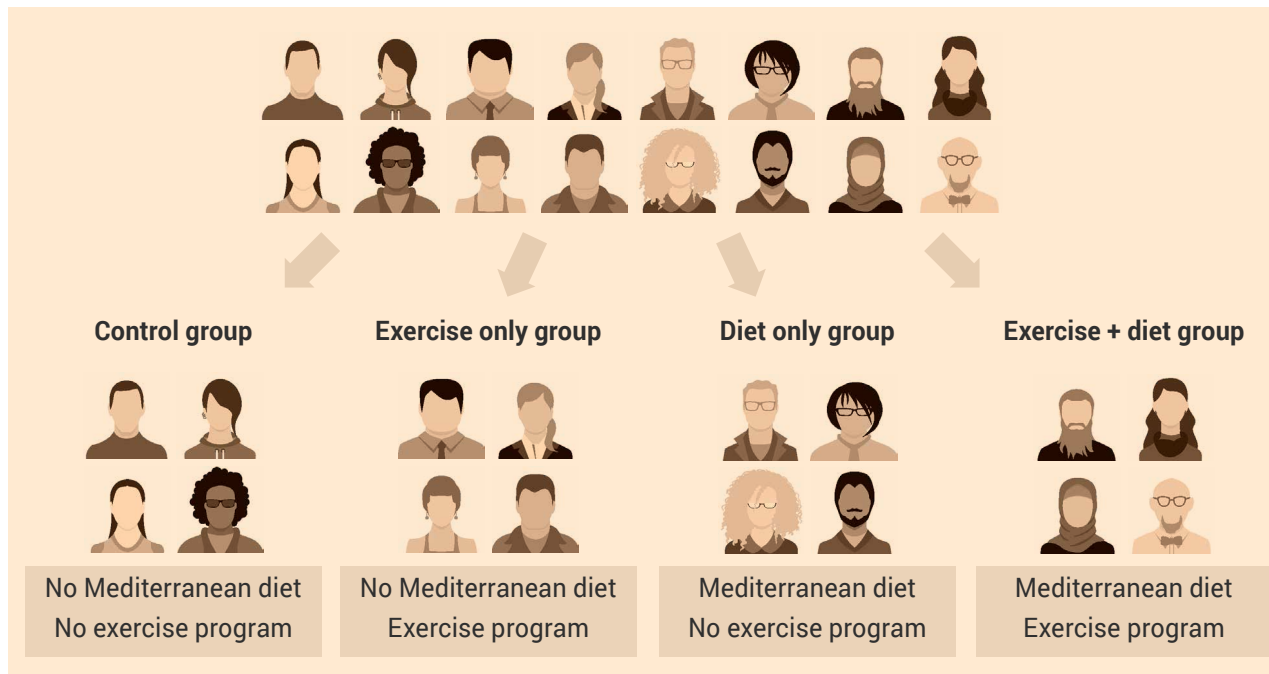 Control group
Exercise only group
Diet only group
Exercise + diet group
No Mediterranean diet
No exercise program
No Mediterranean diet
Exercise program
Mediterranean diet
No exercise program
Mediterranean diet
Exercise program